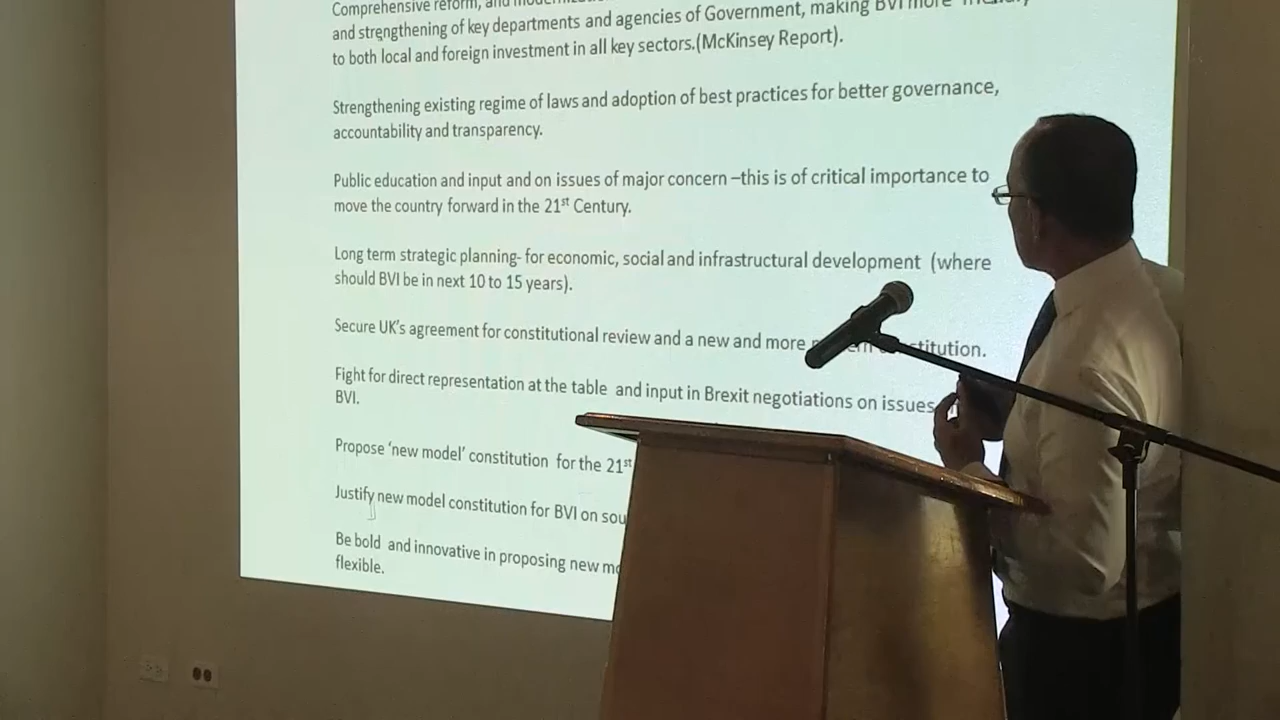 Comprehensive reform, and
and strengthening of key departments and agencies of Government, making BVI more
to both local and foreign investment in all key sectors.(McKinsey Report).
Strengthening existing regime of laws and adoption of best practices for better governance,
accountability and transparency.
Public education and input and on issues of major concern –this is of critical importance to
move the country forward in the 21st Century.
Long term strategic planning- for economic, social and infrastructural development (where
should BVI be in next 10 to 15 years).
Secure UK's agreement for constitutional review and a new and more
Fight for direct representation at the table and input in Brexit negotiations on issues
BVI.
Propose 'new model' constitution for the 21st
Justify new model constitution for BVI on
Be bold and innovative in proposing new
flexible.